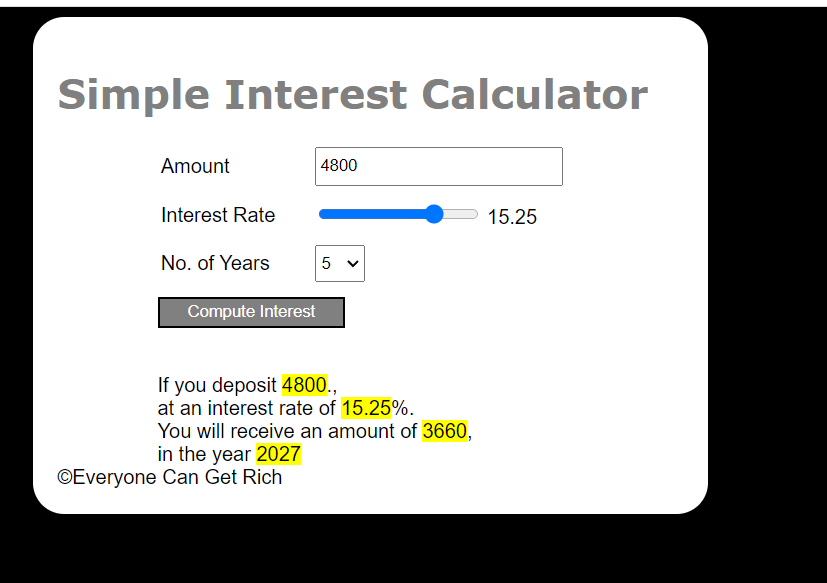 Simple Interest Calculator
Amount 4800
Interest Rate 15.25
No. of Years 5
Compute Interest
If you deposit 4800.,
at an interest rate of 15.25%.
You will receive an amount of 3660,
in the year 2027
©Everyone Can Get Rich